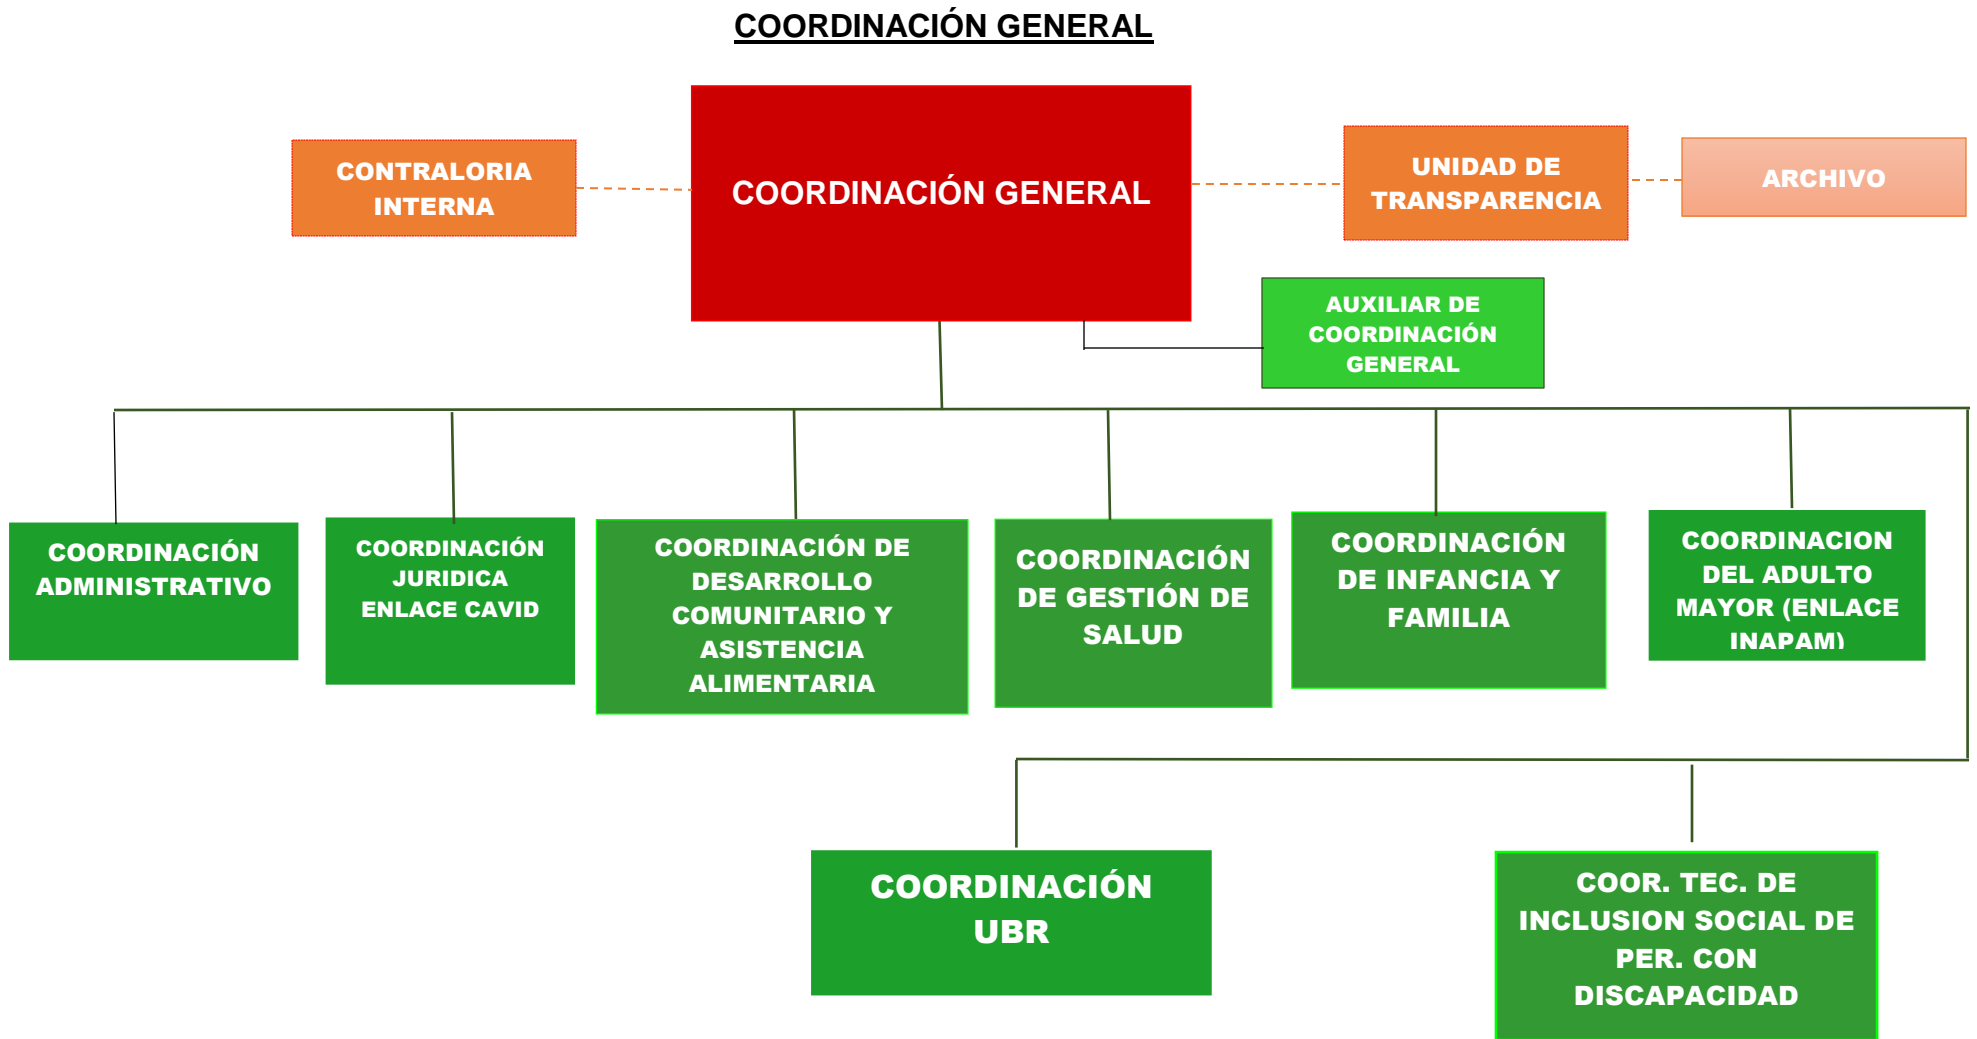 COORDINACIÓN GENERAL
CONTRALORIA
INTERNA
COORDINACIÓN GENERAL
UNIDAD DE
TRANSPARENCIA
ARCHIVO
AUXILIAR DE
COORDINACIÓN
GENERAL
COORDINACIÓN
ADMINISTRATIVO
COORDINACIÓN
JURIDICA
ENLACE CAVID
COORDINACIÓN DE
DESARROLLO
COMUNITARIO Y
ASISTENCIA
ALIMENTARIA
COORDINACIÓN
DE GESTIÓN DE
SALUD
COORDINACIÓN
DE INFANCIA Y
FAMILIA
COORDINACION
DEL ADULTO
MAYOR (ENLACE
INAPAM)
COORDINACIÓN
UBR
COOR. TEC. DE
INCLUSION SOCIAL DE
PER. CON
DISCAPACIDAD